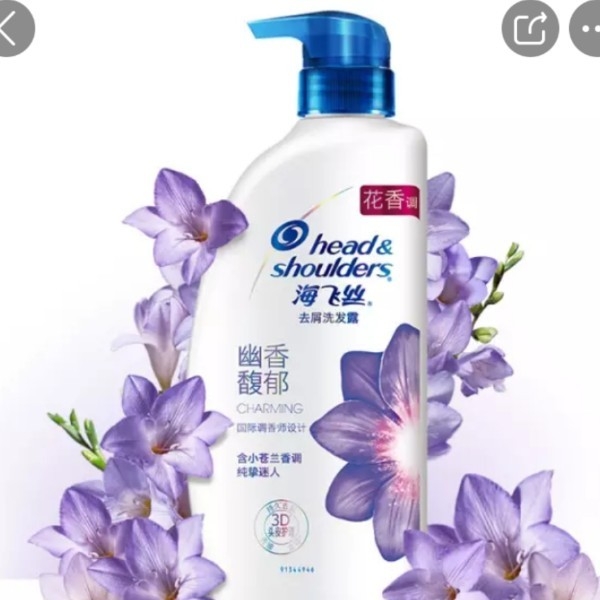 花香调
head &
shoulders®
海飞丝®
去屑洗发露
幽香
馥郁
CHARMING
国际调香师设计
含小苍兰香调
纯挚迷人
3D
91344946